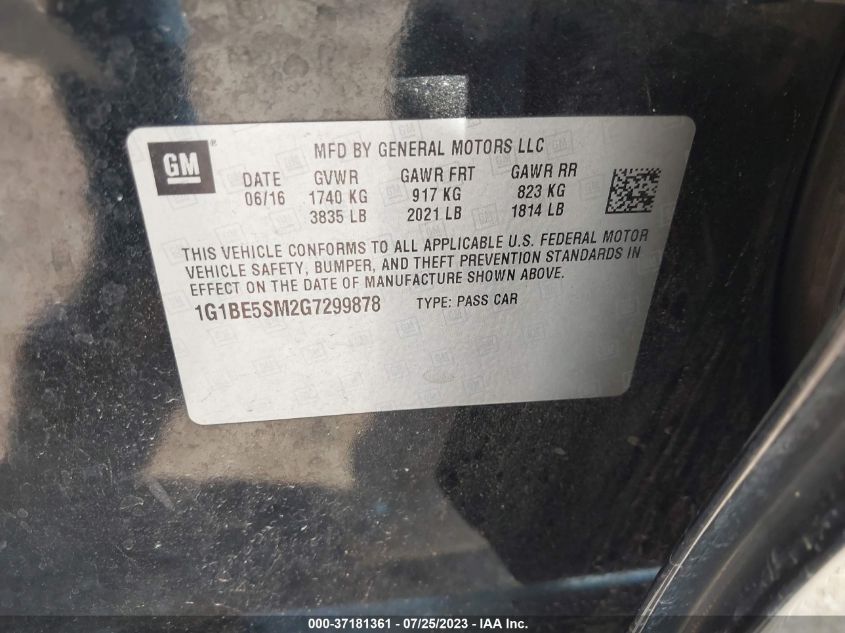 GM
MFD BY GENERAL MOTORS LLC
DATE GVWR GAWR FRT GAWR RR
06/16 1740 KG 917 KG 823 KG
3835 LB 2021 LB 1814 LB
THIS VEHICLE CONFORMS TO ALL APPLICABLE U.S. FEDERAL MOTOR
VEHICLE SAFETY, BUMPER, AND THEFT PREVENTION STANDARDS IN
EFFECT ON THE DATE OF MANUFACTURE SHOWN ABOVE.
1G1BE5SM2G7299878 TYPE: PASS CAR
000-37181361 - 07/25/2023 - IAA Inc.